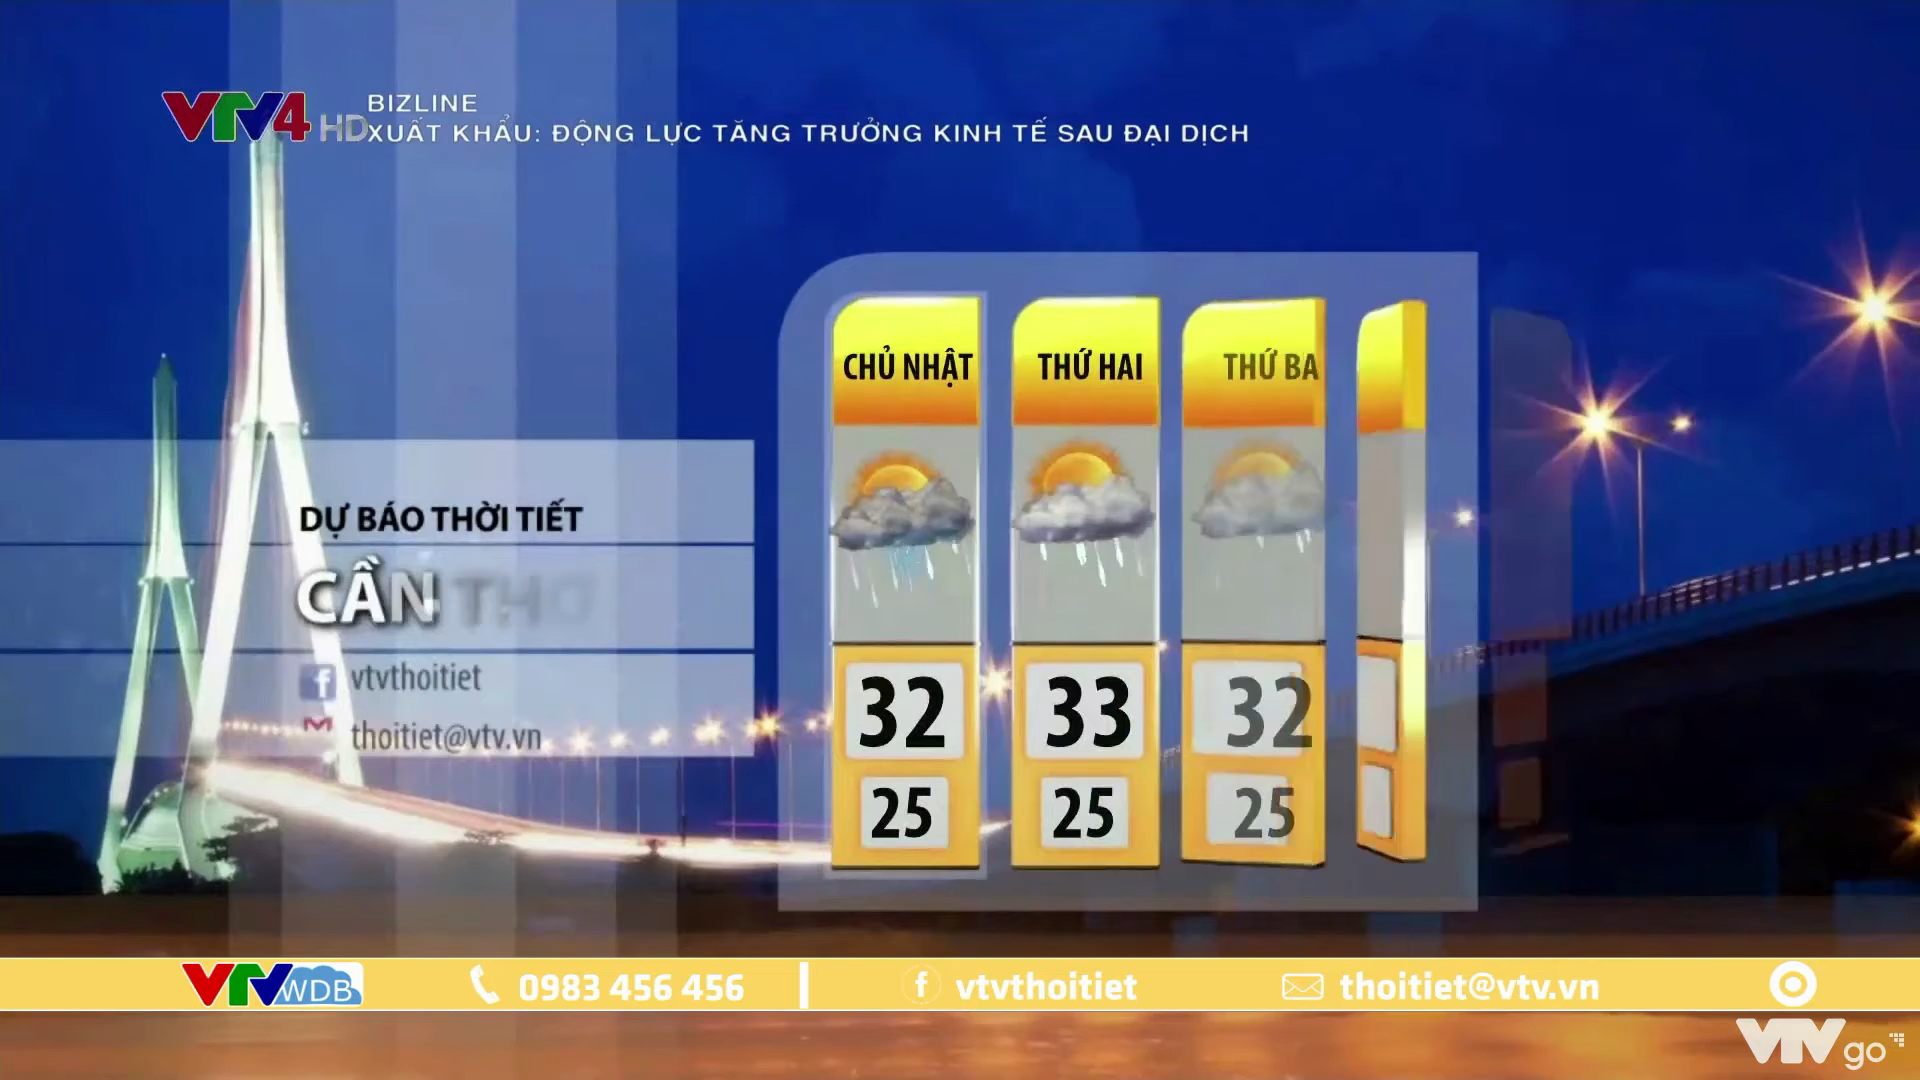 VTV4 HD
BIZLINE
XUẤT KHẨU: ĐỘNG LỰC TĂNG TRƯỞNG KINH TẾ SAU ĐẠI DỊCH
DỰ BÁO THỜI TIẾT
CẦN THƠ
vtvthoitiet
thoitiet@vtv.vn
CHỦ NHẬT
32
25
THỨ HAI
33
25
THỨ BA
32
25
VTV WDB
0983 456 456
vtvthoitiet
thoitiet@vtv.vn
VTV go